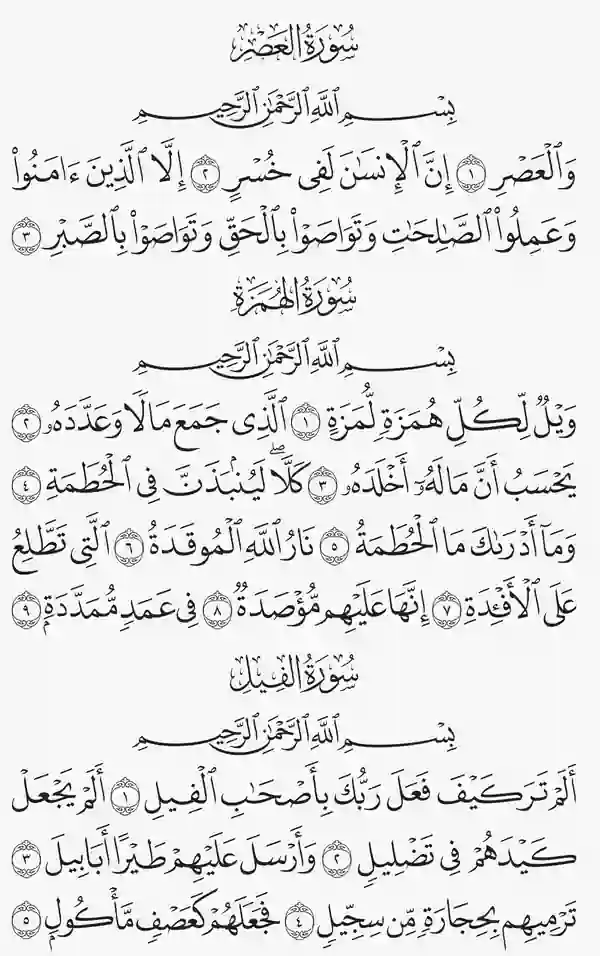 سُورَةُ العَصْرِ
بِسْمِ ٱللَّهِ ٱلرَّحْمَٰنِ ٱلرَّحِيمِ
وَٱلْعَصْرِ ١ إِنَّ ٱلْإِنسَٰنَ لَفِى خُسْرٍ ٢ إِلَّا ٱلَّذِينَ ءَامَنُوا۟
وَعَمِلُوا۟ ٱلصَّٰلِحَٰتِ وَتَوَاصَوْا۟ بِٱلْحَقِّ وَتَوَاصَوْا۟ بِٱلصَّبْرِ ٣
سُورَةُ الهُمَزَةِ
بِسْمِ ٱللَّهِ ٱلرَّحْمَٰنِ ٱلرَّحِيمِ
وَيْلٌ لِّكُلِّ هُمَزَةٍ لُّمَزَةٍ ١ ٱلَّذِى جَمَعَ مَالًا وَعَدَّدَهُۥ ٢
يَحْسَبُ أَنَّ مَالَهُۥٓ أَخْلَدَهُۥ ٣ كَلَّا ۖ لَيُنۢبَذَنَّ فِى ٱلْحُطَمَةِ ٤
وَمَآ أَدْرَىٰكَ مَا ٱلْحُطَمَةُ ٥ نَارُ ٱللَّهِ ٱلْمُوقَدَةُ ٦ ٱلَّتِى تَطَّلِعُ
عَلَى ٱلْأَفْـِٔدَةِ ٧ إِنَّهَا عَلَيْهِم مُّؤْصَدَةٌ ٨ فِى عَمَدٍ مُّمَدَّدَةٍۭ ٩
سُورَةُ الفِيلِ
بِسْمِ ٱللَّهِ ٱلرَّحْمَٰنِ ٱلرَّحِيمِ
أَلَمْ تَرَ كَيْفَ فَعَلَ رَبُّكَ بِأَصْحَٰبِ ٱلْفِيلِ ١ أَلَمْ يَجْعَلْ
كَيْدَهُمْ فِى تَضْلِيلٍ ٢ وَأَرْسَلَ عَلَيْهِمْ طَيْرًا أَبَابِيلَ ٣
تَرْمِيهِم بِحِجَارَةٍ مِّن سِجِّيلٍ ٤ فَجَعَلَهُمْ كَعَصْفٍ مَّأْكُولٍۭ ٥